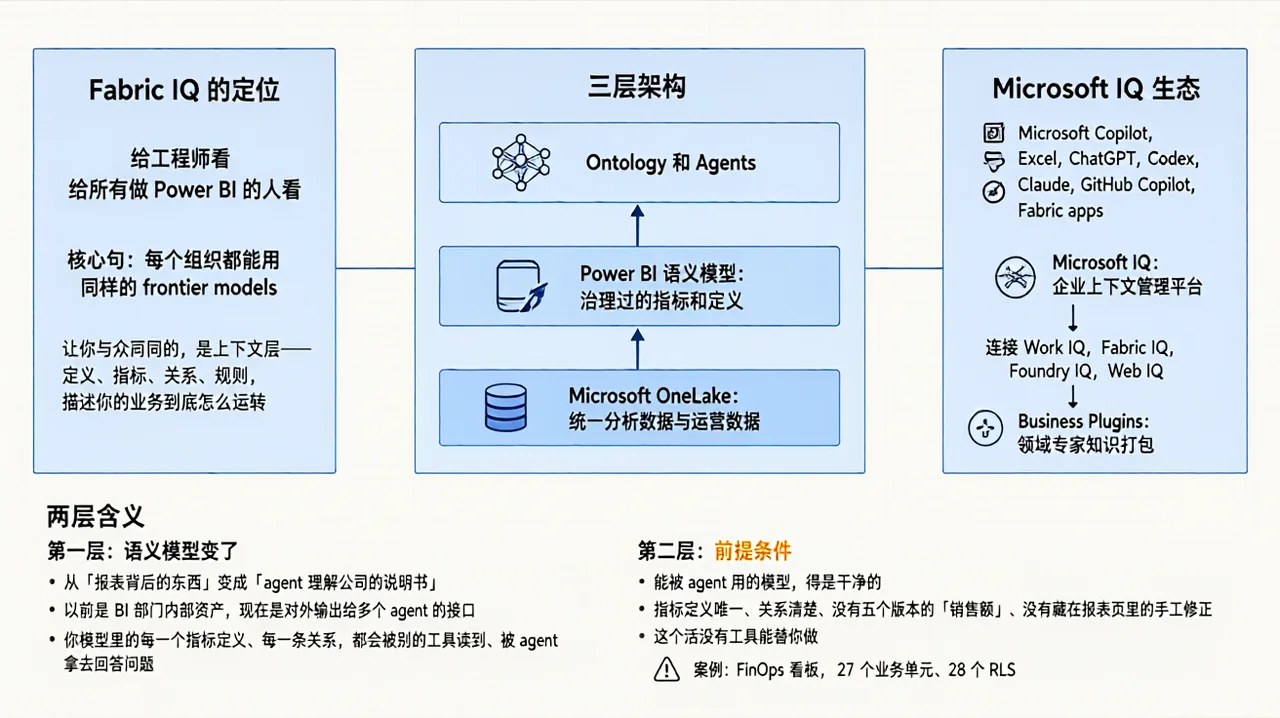 Fabric IQ 的定位
给工程师看
给所有做 Power BI 的人看
核心句：每个组织都能用
同样的 frontier models
让你与众同同的，是上下文层——
定义、指标、关系、规则，
描述你的业务到底怎么运转
三层架构
Ontology 和 Agents
Power BI 语义模型：
治理过的指标和定义
Microsoft OneLake：
统一分析数据与运营数据
Microsoft IQ 生态
Microsoft Copilot,
Excel, ChatGPT, Codex,
Claude, GitHub Copilot,
Fabric apps
Microsoft IQ：
企业上下文管理平台
连接 Work IQ，Fabric IQ，
Foundry IQ，Web IQ
Business Plugins：
领域专家知识打包
两层含义
第一层：语义模型变了
• 从「报表背后的东西」变成「agent 理解公司的说明书」
• 以前是 BI 部门内部资产，现在是对外输出给多个 agent 的接口
• 你模型里的每一个指标定义、每一条关系，都会被别的工具读到、被 agent
拿去回答问题
第二层：前提条件
• 能被 agent 用的模型，得是干净的
• 指标定义唯一、关系清楚、没有五个版本的「销售额」、没有藏在报表页里的手工修正
• 这个活没有工具能替你做
案例：FinOps 看板，27 个业务单元、28 个 RLS